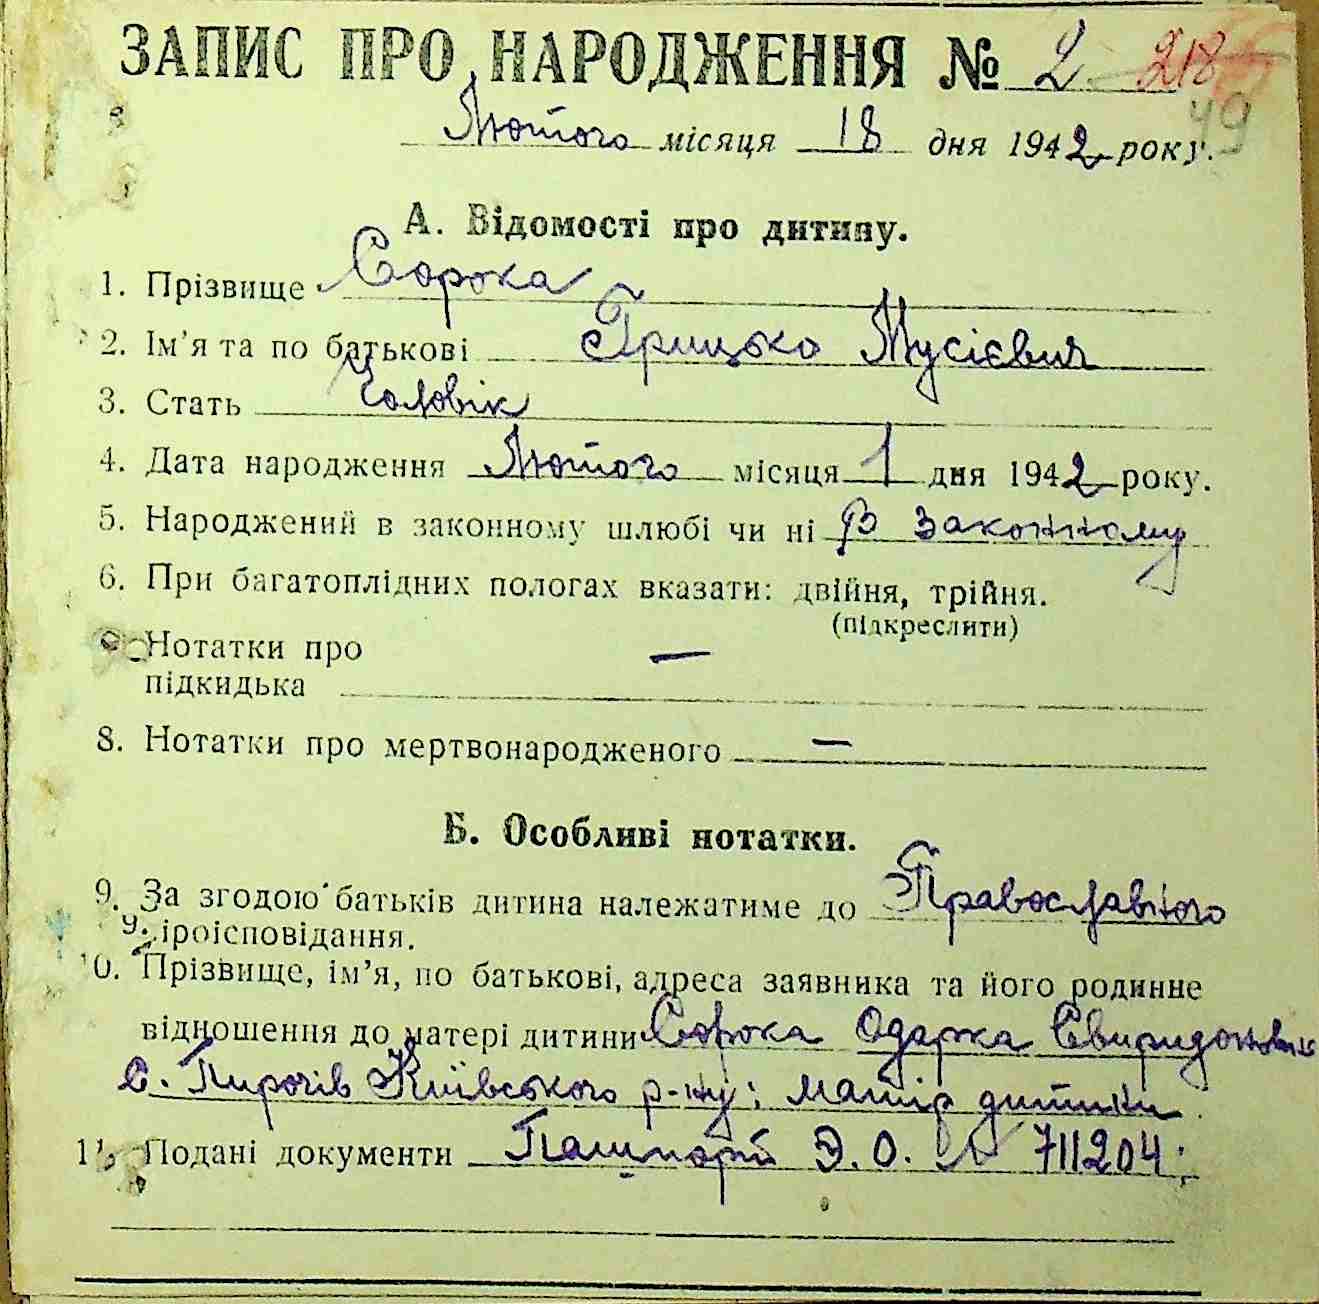 ЗАПИС ПРО НАРОДЖЕННЯ № 2 218
49
Лютого місяця 18 дня 1942 року.
А. Відомості про дитину.
1. Прізвище Сорока
2. Ім'я та по батькові Грицько Мусієвич
3. Стать Чоловік
4. Дата народження Лютого місяця 1 дня 1942 року.
5. Народжений в законному шлюбі чи ні В законному
6. При багатоплідних пологах вказати: двійня, трійня.
(підкреслити)
Нотатки про —
підкидька
8. Нотатки про мертвонародженого —
Б. Особливі нотатки.
9. За згодою батьків дитина належатиме до Православного
віроісповідання.
10. Прізвище, ім'я, по батькові, адреса заявника та його родинне
відношення до матері дитини Сорока Одарка Свиридоновна
с. Пирогів Київського р-ну; матір дитини
11. Подані документи Пашпорт Э.О. № 711204;